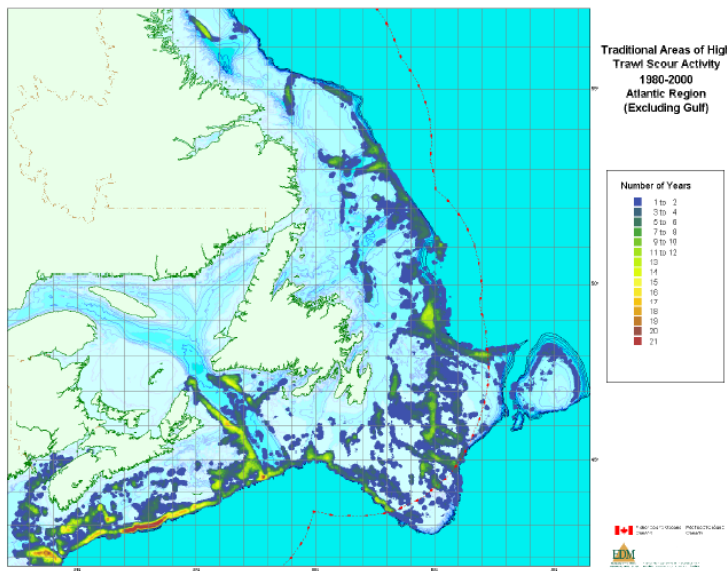 Traditional Areas of High
Trawl Scour Activity
1980-2000
Atlantic Region
(Excluding Gulf)
Number of Years
1 to 2
3 to 4
5 to 6
7 to 8
9 to 10
11 to 12
13
14
15
16
17
18
19
20
21
EDM